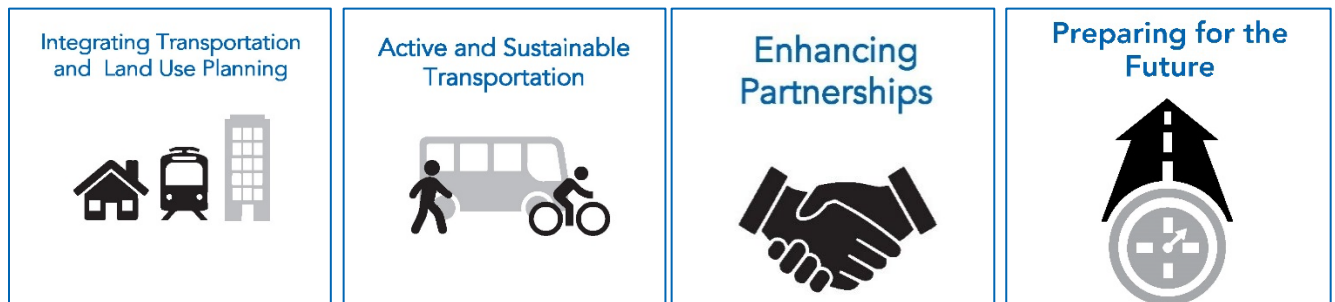 Integrating Transportation
and Land Use Planning
Active and Sustainable
Transportation
Enhancing
Partnerships
Preparing for the
Future